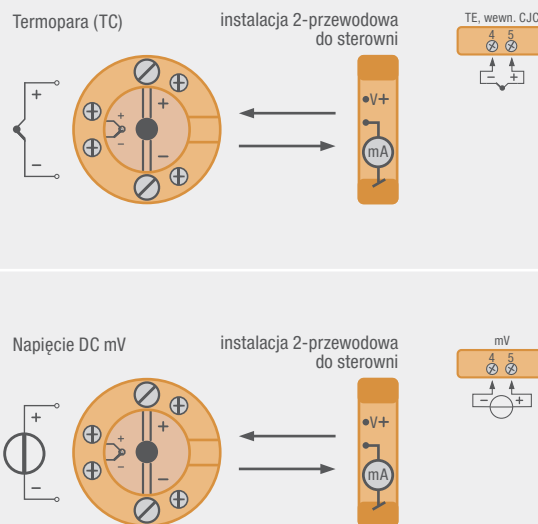 Termopara (TC)
instalacja 2-przewodowa
do sterowni
TE, wewn. CJC
4 5
− +
+
−
+
−
+
−
V+
mA
Napięcie DC mV
instalacja 2-przewodowa
do sterowni
mV
4 5
− +
+
−
+
−
+
−
V+
mA